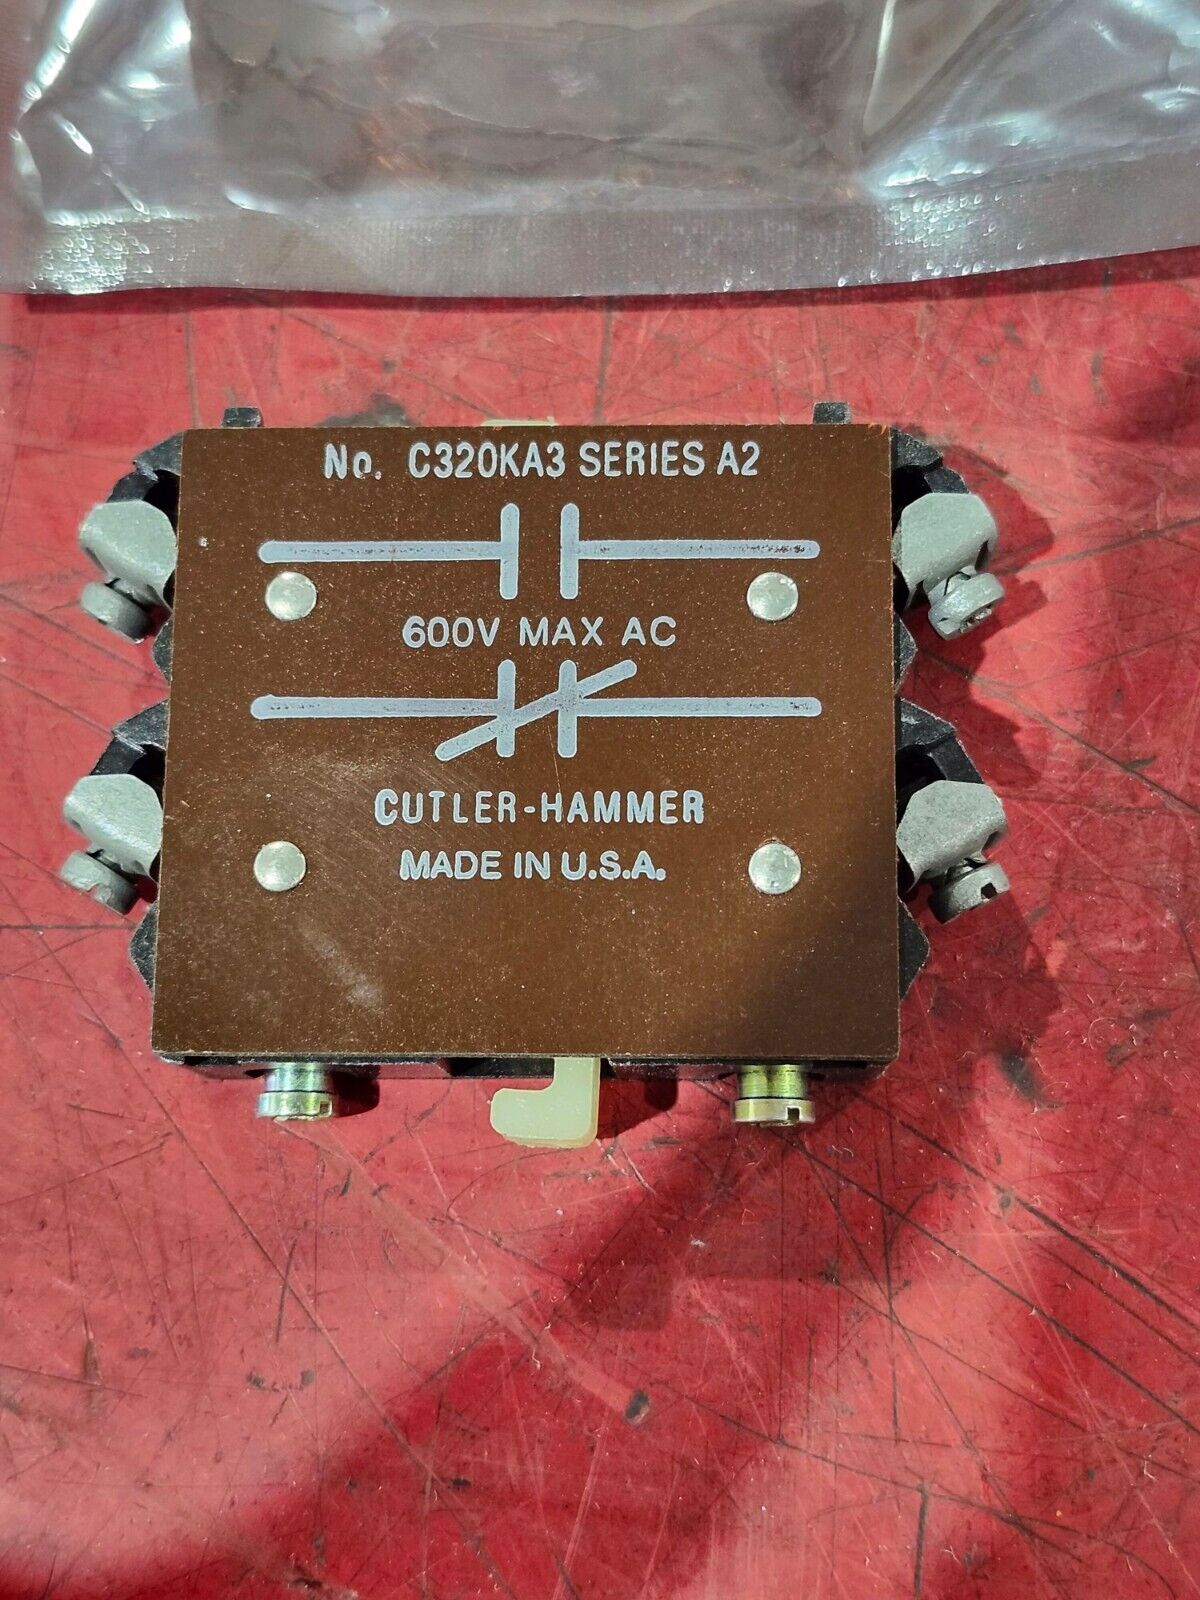 No. C320KA3 SERIES A2
600V MAX AC
CUTLER-HAMMER
MADE IN U.S.A.